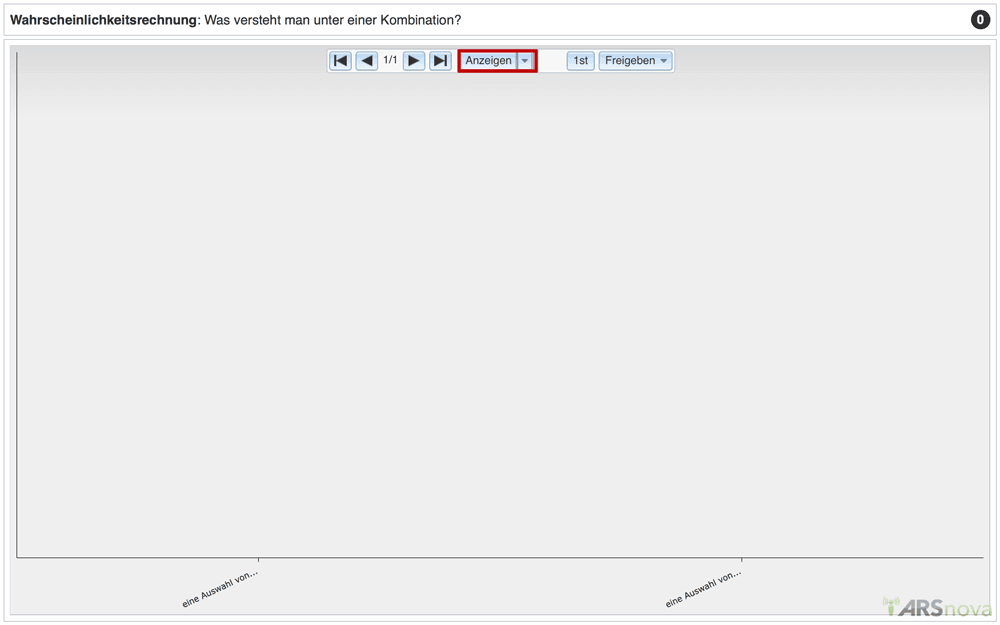 Wahrscheinlichkeitsrechnung: Was versteht man unter einer Kombination? 0
1/1 Anzeigen 1st Freigeben
eine Auswahl von... eine Auswahl von...
ARSnova